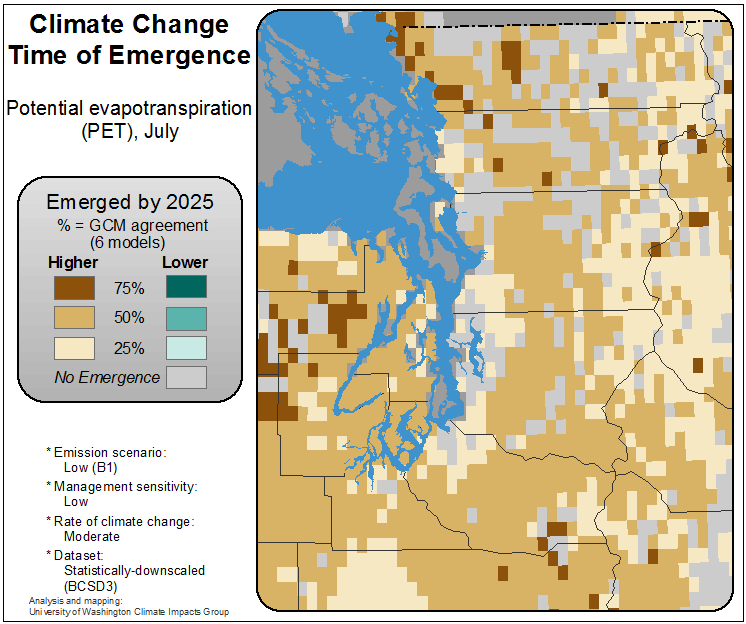 Climate Change
Time of Emergence
Potential evapotranspiration
(PET), July
Emerged by 2025
% = GCM agreement
(6 models)
Higher Lower
75%
50%
25%
No Emergence
* Emission scenario:
Low (B1)
* Management sensitivity:
Low
* Rate of climate change:
Moderate
* Dataset:
Statistically-downscaled
(BCSD3)
Analysis and mapping:
University of Washington Climate Impacts Group